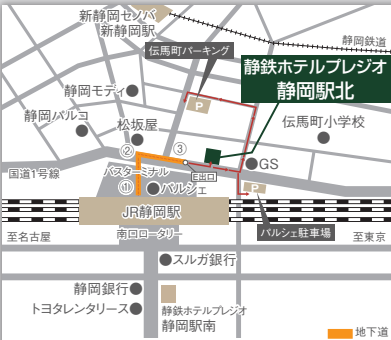 新静岡セノバ
新静岡駅
伝馬町パーキング
静岡鉄道
静鉄ホテルプレジオ
静岡駅北
静岡モディ
P
静岡パルコ
松坂屋
伝馬町小学校
②
③
GS
国道1号線
バスターミナル
E出口
①
パルシェ
P
JR静岡駅
パルシェ駐車場
至名古屋
南口ロータリー
至東京
スルガ銀行
静岡銀行
トヨタレンタリース
静鉄ホテルプレジオ
静岡駅南
地下道